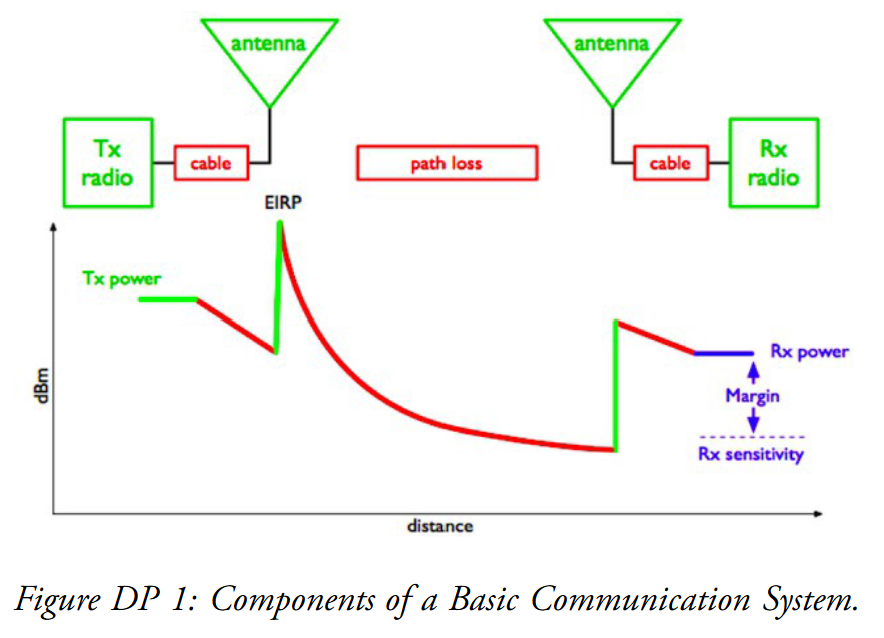 antenna
antenna
Tx
radio
cable
path loss
cable
Rx
radio
EIRP
Tx power
Rx power
Margin
Rx sensitivity
dBm
distance
Figure DP 1: Components of a Basic Communication System.